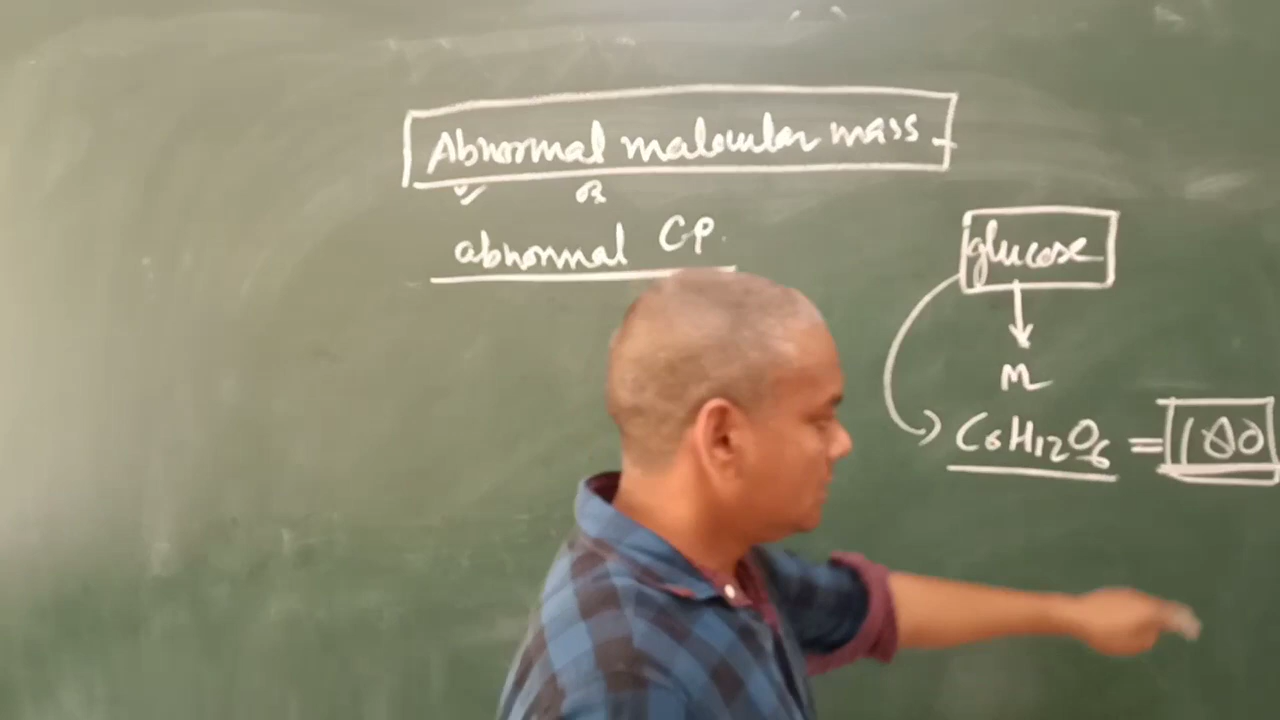 Abnormal malecular mass
or
abnormal CP.
glucose
M
C6H12O6 = 180